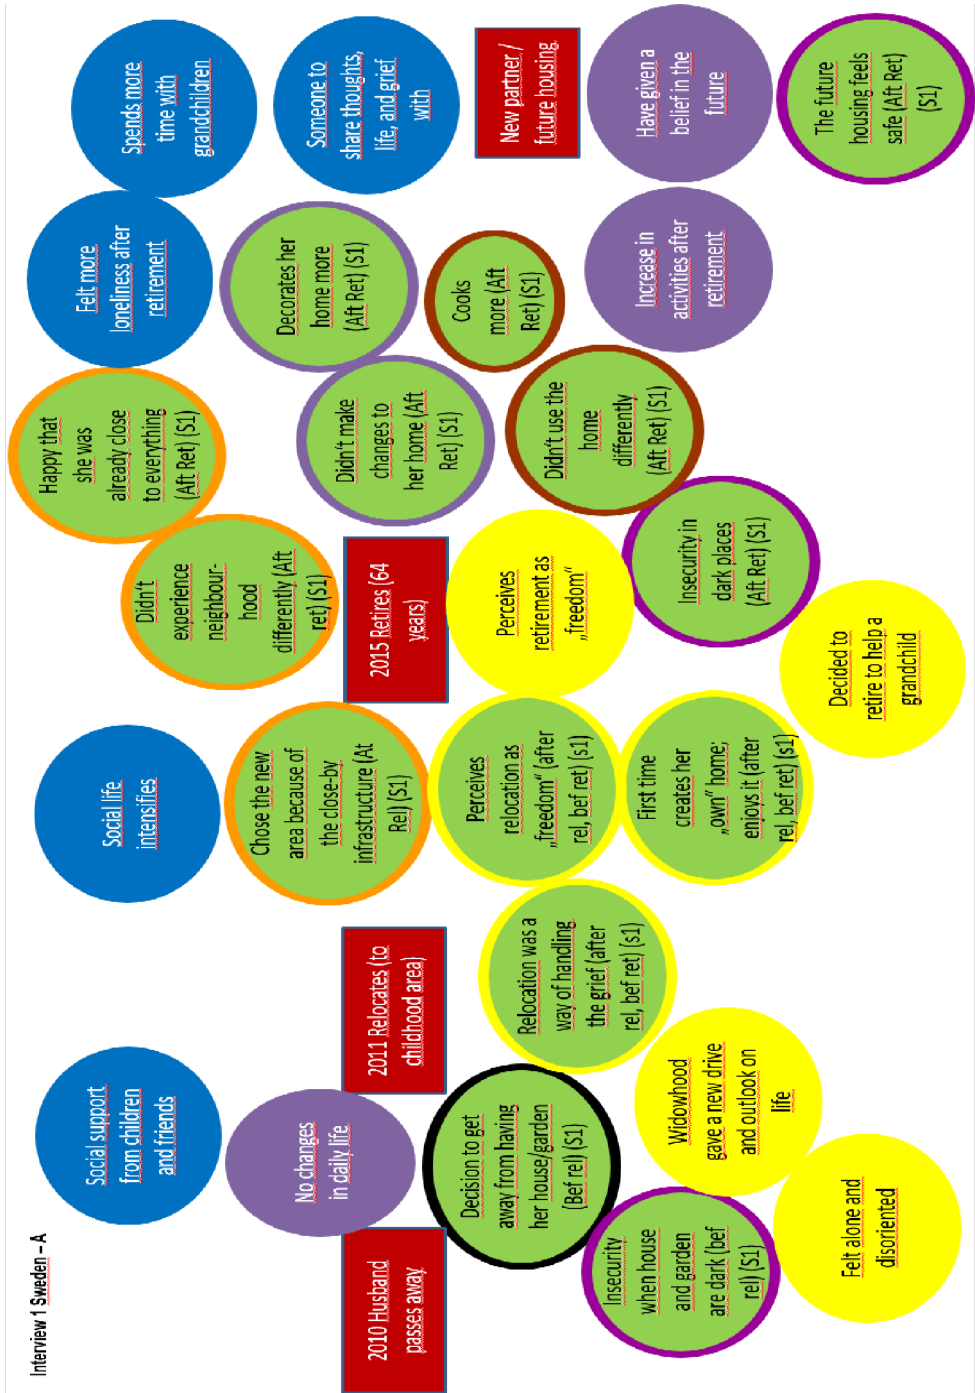 Interview 1 Sweden – A
Social support
from children
and friends
Social life
intensifies
Happy that
she was
already close
to everything
(Aft Ret) (S1)
Felt more
loneliness after
retirement
Spends more
time with
grandchildren
Didn't
experience
neighbour-
hood
differently (Aft
ret) (S1)
No changes
in daily life
Chose the new
area because of
the close-by
infrastructure (At
Rel) (S1)
Didn't make
changes to
her home (Aft
Ret) (S1)
Decorates her
home more
(Aft Ret) (S1)
Someone to
share thoughts,
life, and grief
with
2010 Husband
passes away
2011 Relocates (to
childhood area)
2015 Retires (64
years)
Cooks
more (Aft
Ret) (S1)
New partner /
future housing
Decision to get
away from having
her house/garden
(Bef rel) (S1)
Relocation was a
way of handling
the grief (after
rel, bef ret) (s1)
Perceives
relocation as
„freedom“ (after
rel, bef ret) (s1)
Perceives
retirement as
„freedom“
Didn't use the
home
differently
(Aft Ret) (S1)
Increase in
activities after
retirement
Have given a
belief in the
future
Insecurity
when house
and garden
are dark (bef
rel) (S1)
Widowhood
gave a new drive
and outlook on
life
First time
creates her
„own“ home;
enjoys it (after
rel, bef ret) (s1)
Insecurity in
dark places
(Aft Ret) (S1)
The future
housing feels
safe (Aft Ret)
(S1)
Felt alone and
disoriented
Decided to
retire to help a
grandchild